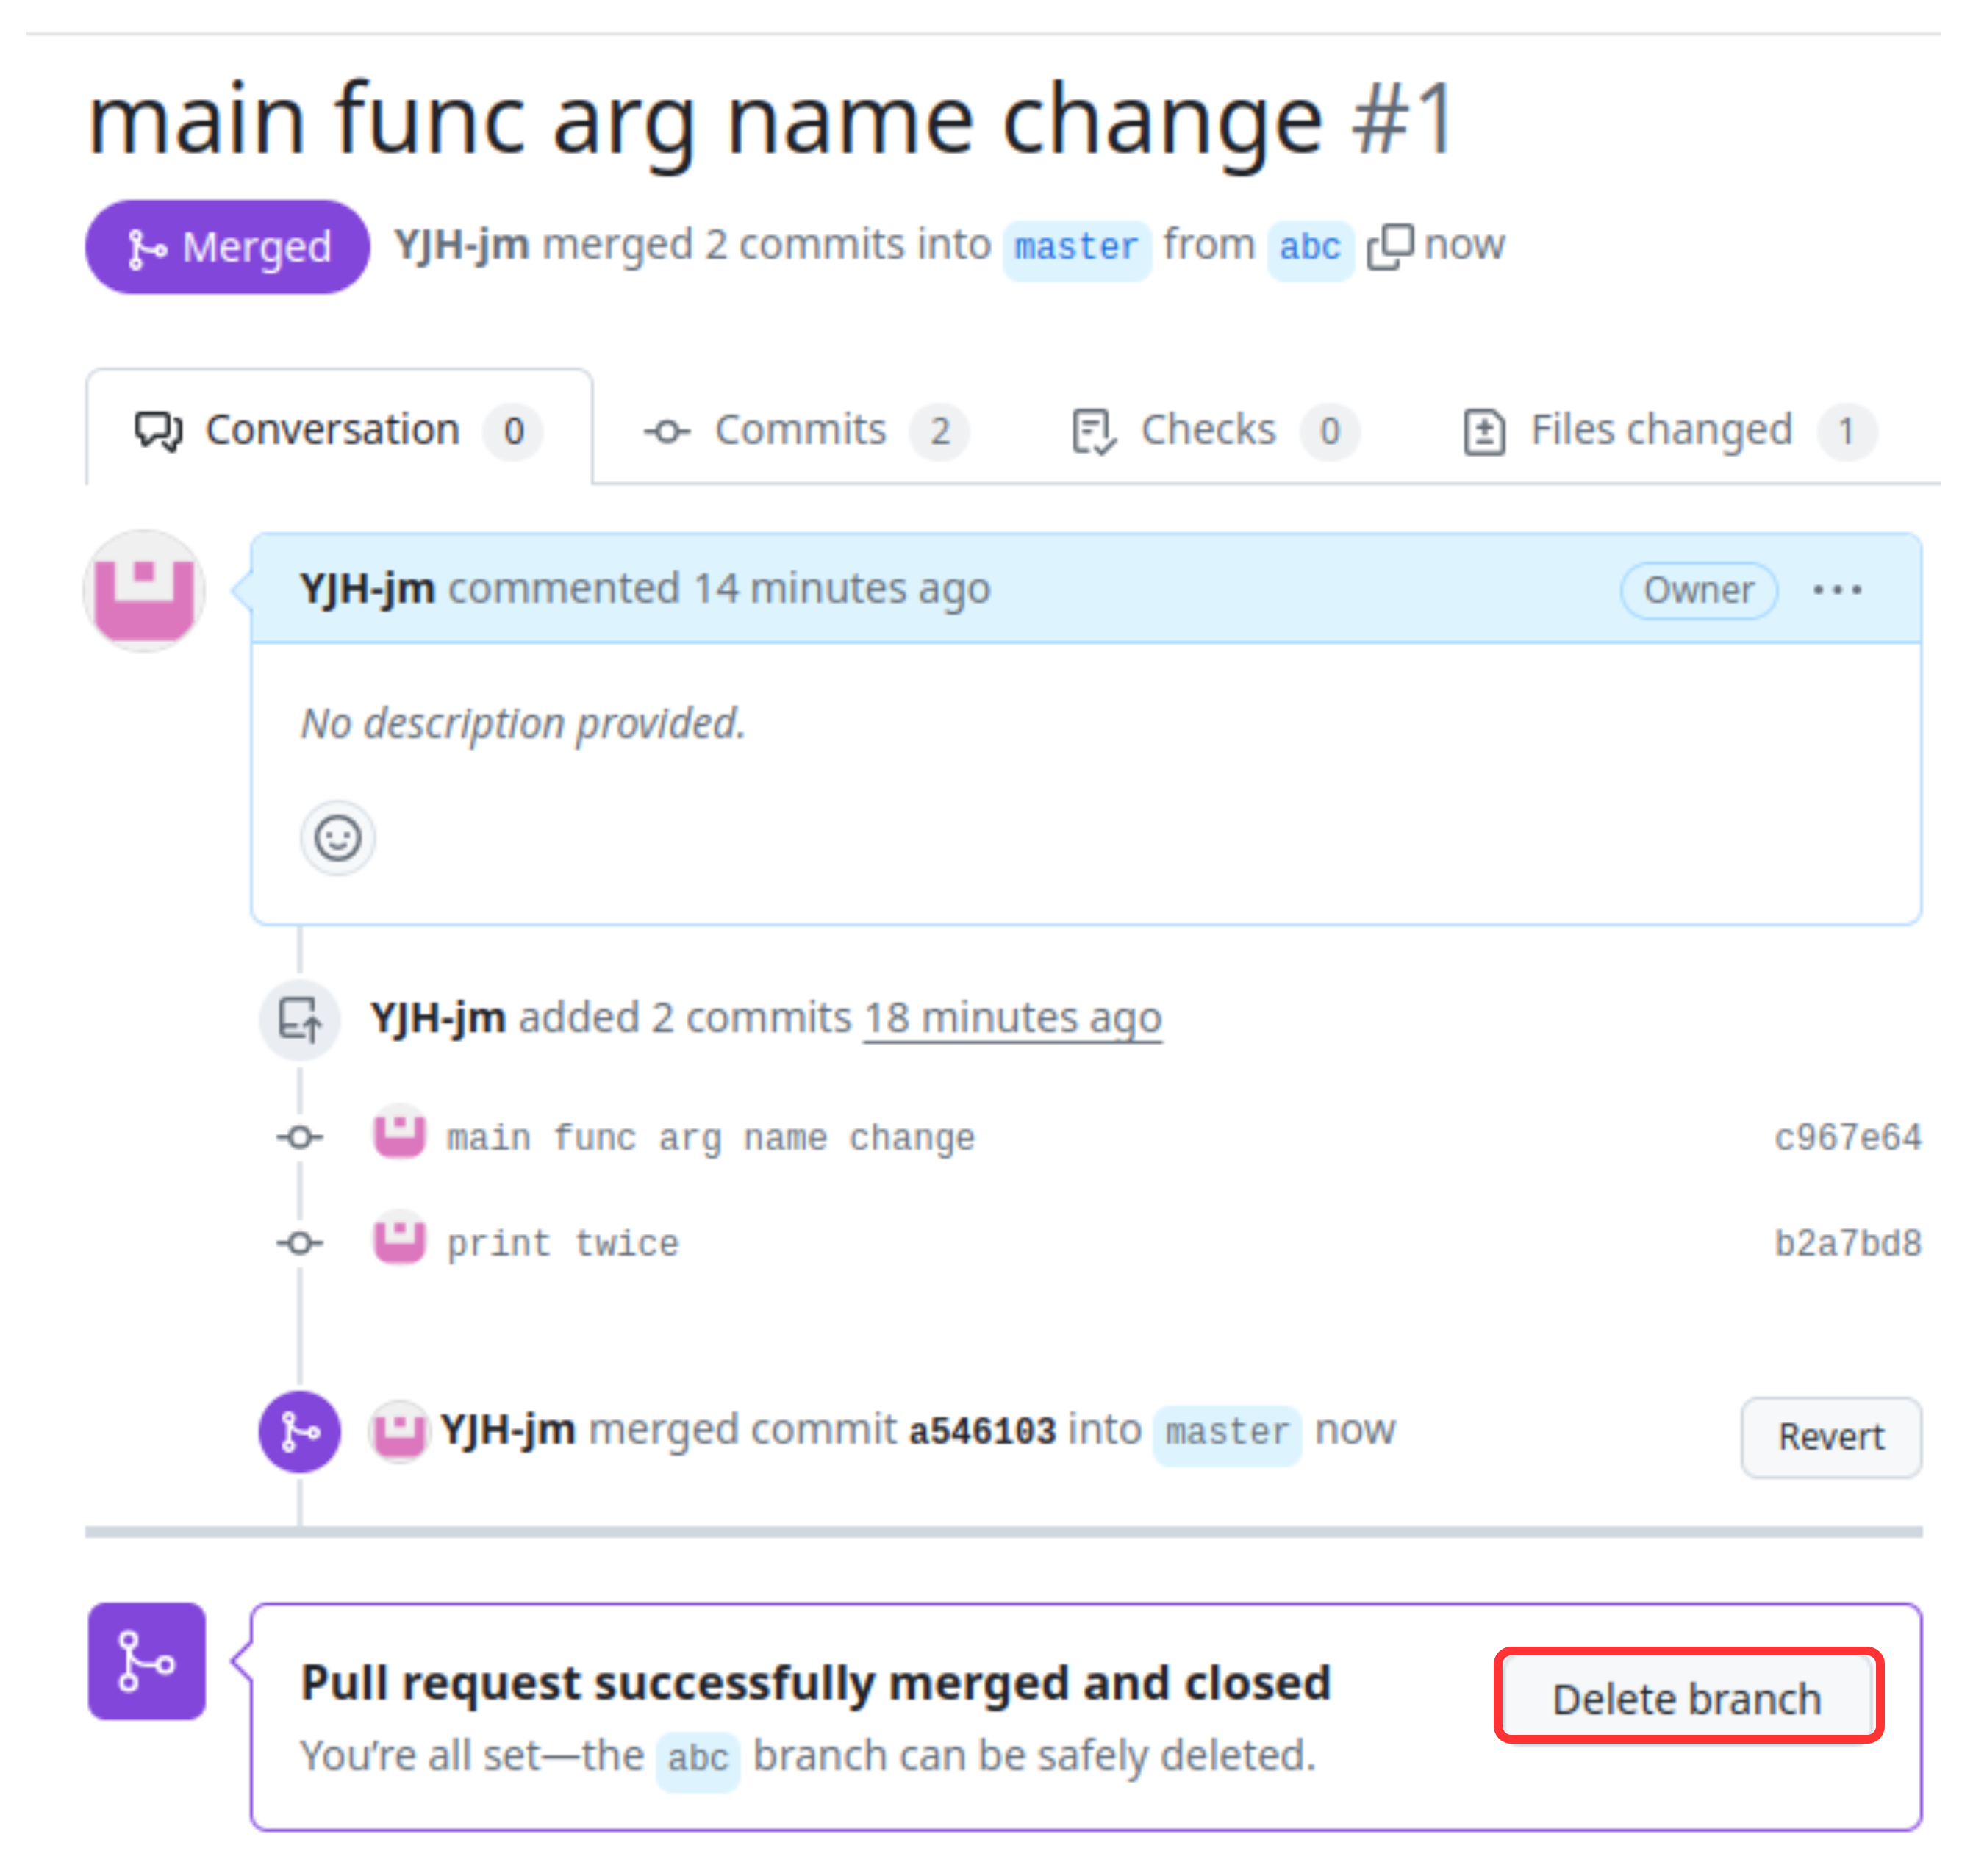 main func arg name change #1
Merged YJH-jm merged 2 commits into master from abc now
Conversation 0 Commits 2 Checks 0 Files changed 1
YJH-jm commented 14 minutes ago Owner ...
No description provided.
YJH-jm added 2 commits 18 minutes ago
main func arg name change c967e64
print twice b2a7bd8
YJH-jm merged commit a546103 into master now Revert
Pull request successfully merged and closed Delete branch
You're all set—the abc branch can be safely deleted.